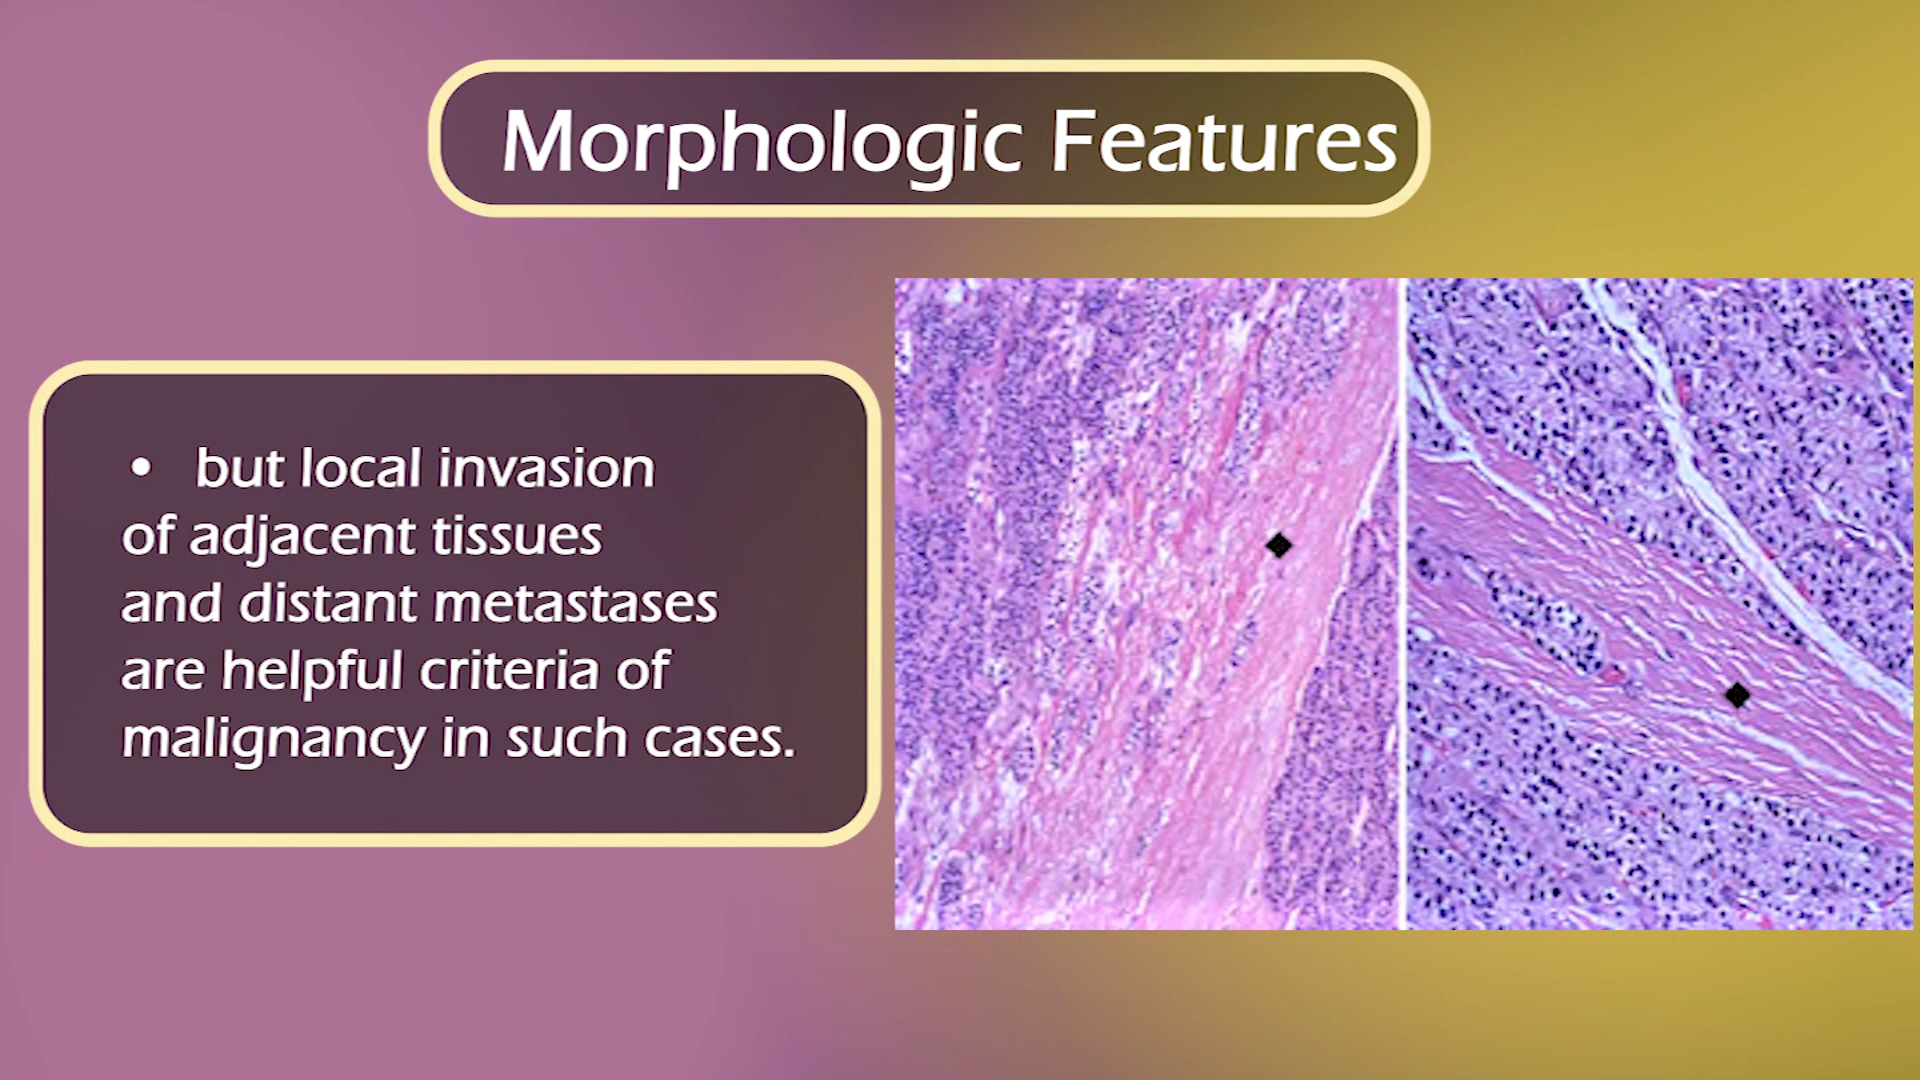 Morphologic Features
• but local invasion
of adjacent tissues
and distant metastases
are helpful criteria of
malignancy in such cases.